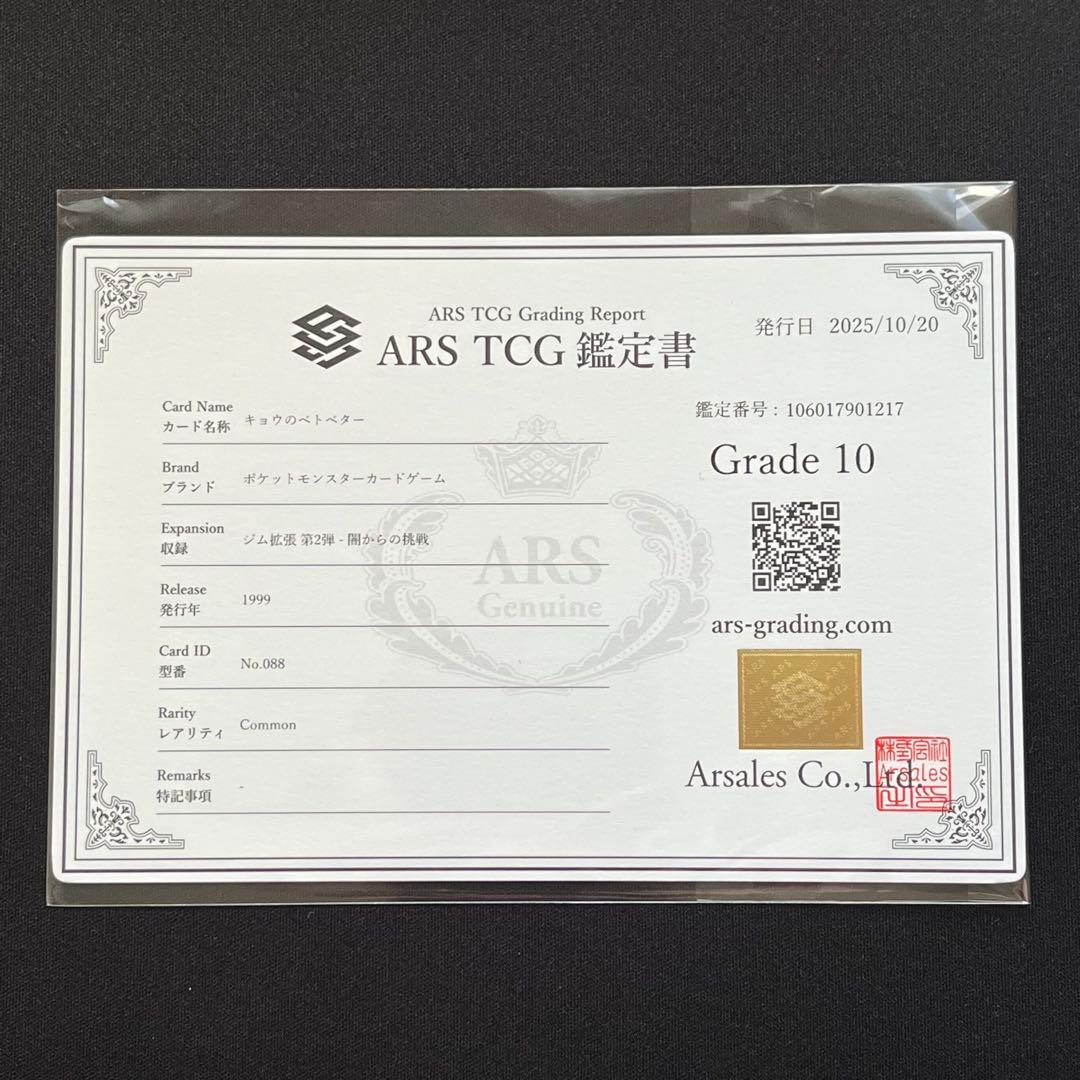 ARS TCG Grading Report
ARS TCG 鑑定書
発行日 2025/10/20
Card Name
カード名称 キョウのベトベター
Brand
ブランド ポケットモンスターカードゲーム
Expansion
収録 ジム拡張 第2弾 - 闇からの挑戦
Release
発行年 1999
Card ID
型番 No.088
Rarity
レアリティ Common
Remarks
特記事項 -
ARS
Genuine
鑑定番号 : 106017901217
Grade 10
ars-grading.com
Arsales Co.,Ltd.
株式会社
Arsales